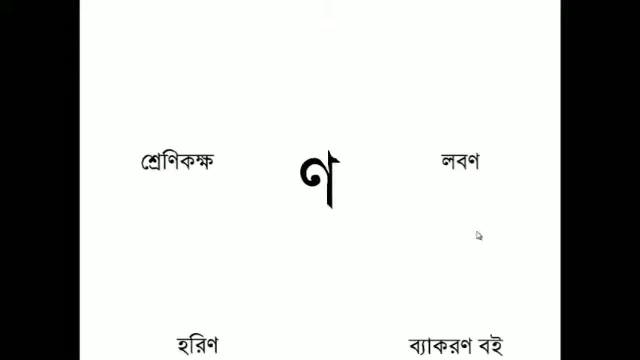 ণ
শ্রেণিকক্ষ
লবণ
হরিণ
ব্যাকরণ বই